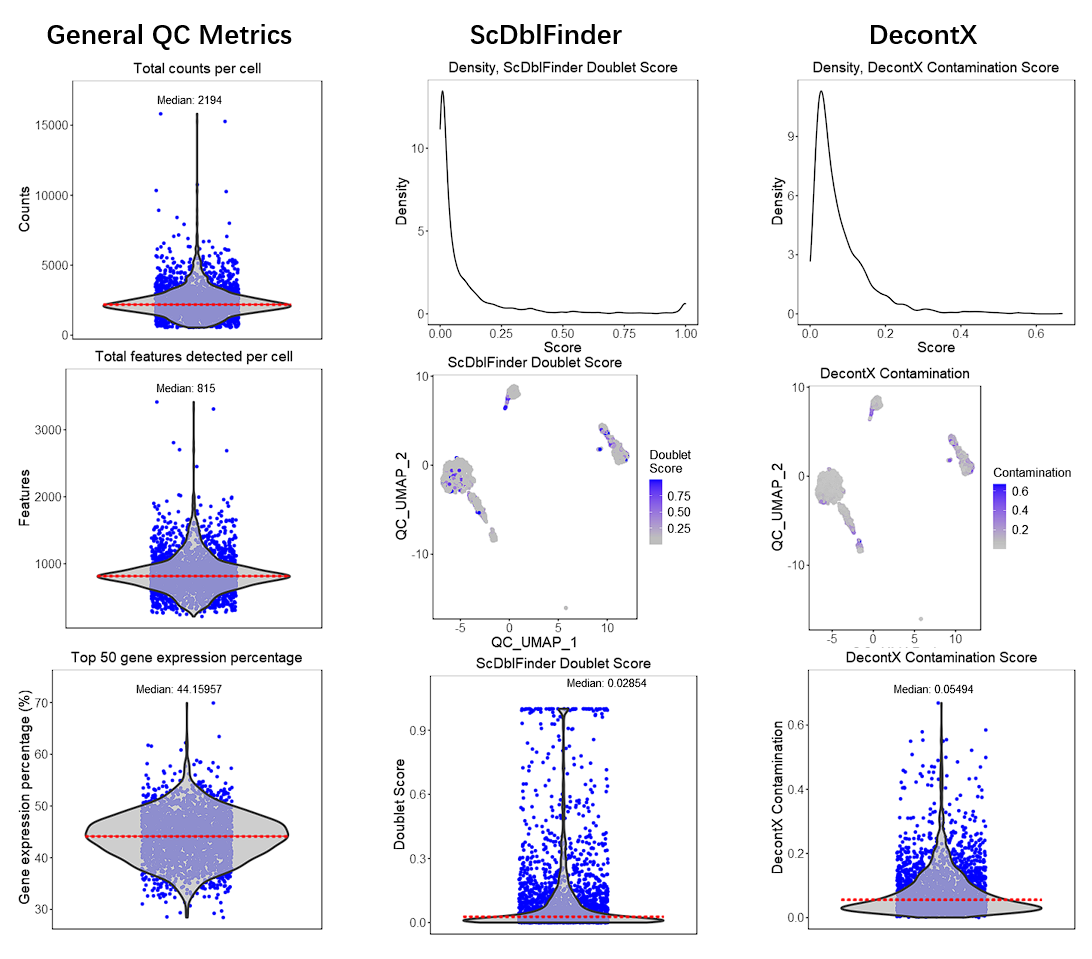 General QC Metrics
ScDblFinder
DecontX
Total counts per cell
Median: 2194
Counts
15000
10000
5000
0
Density, ScDblFinder Doublet Score
Density
10
5
0
0.00 0.25 0.50 0.75 1.00
Score
Density, DecontX Contamination Score
Density
9
6
3
0
0.0 0.2 0.4 0.6
Score
Total features detected per cell
Median: 815
Features
3000
2000
1000
ScDblFinder Doublet Score
QC_UMAP_2
10
0
-10
-5 0 5 10
QC_UMAP_1
Doublet
Score
0.75
0.50
0.25
DecontX Contamination
QC_UMAP_2
10
0
-10
-5 0 5 10
Contamination
0.6
0.4
0.2
Top 50 gene expression percentage
Median: 44.15957
Gene expression percentage (%)
70
60
50
40
30
ScDblFinder Doublet Score
Median: 0.02854
Doublet Score
0.9
0.6
0.3
0.0
DecontX Contamination Score
Median: 0.05494
DecontX Contamination
0.6
0.4
0.2
0.0